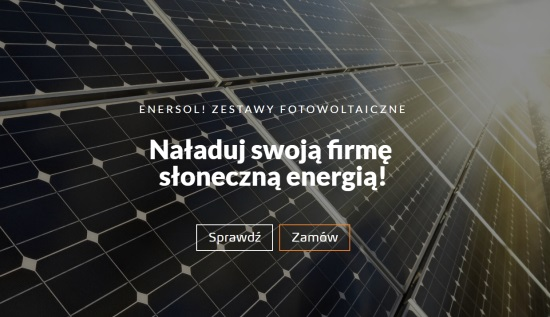 ENERSOL! ZESTAWY FOTOWOLTAICZNE
Naładuj swoją firmę
słoneczną energią!
Sprawdź Zamów